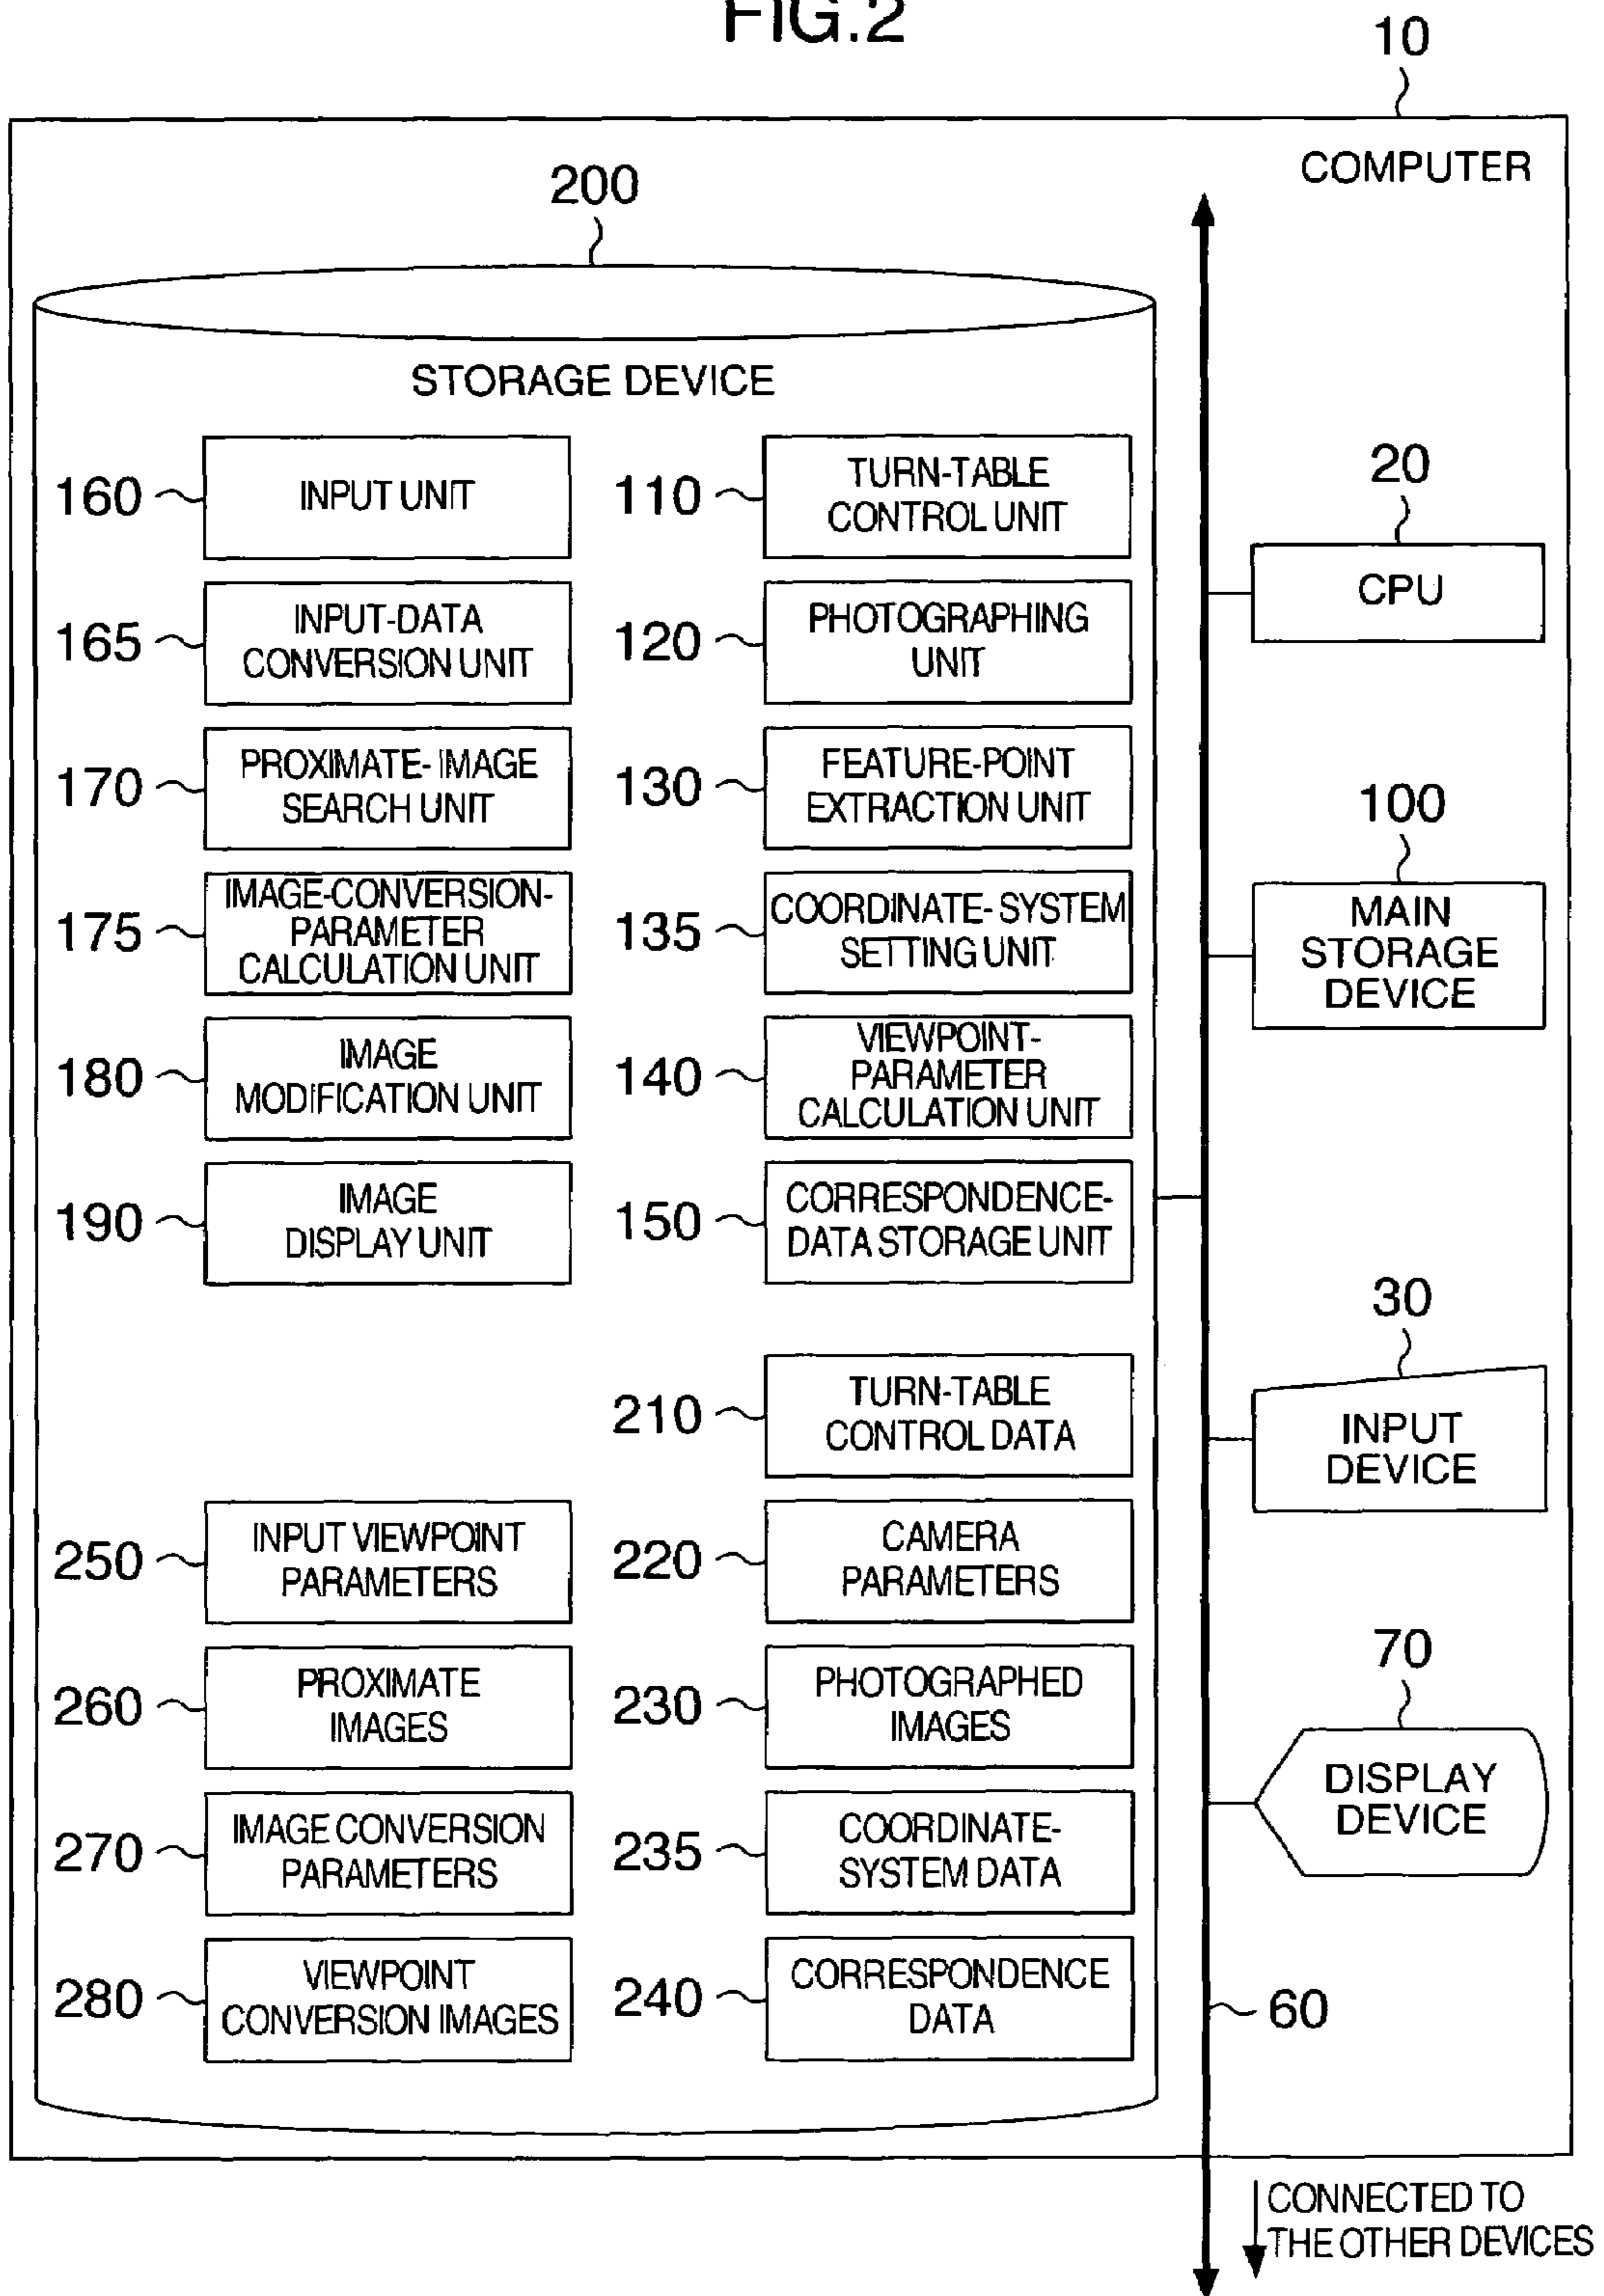 FIG.2
10
COMPUTER
200
STORAGE DEVICE
160
INPUT UNIT
110
TURN-TABLE
CONTROL UNIT
165
INPUT-DATA
CONVERSION UNIT
120
PHOTOGRAPHING
UNIT
170
PROXIMATE-IMAGE
SEARCH UNIT
130
FEATURE-POINT
EXTRACTION UNIT
175
IMAGE-CONVERSION-
PARAMETER
CALCULATION UNIT
135
COORDINATE-SYSTEM
SETTING UNIT
180
IMAGE
MODIFICATION UNIT
140
VIEWPOINT-
PARAMETER
CALCULATION UNIT
190
IMAGE
DISPLAY UNIT
150
CORRESPONDENCE-
DATA STORAGE UNIT
210
TURN-TABLE
CONTROL DATA
250
INPUT VIEWPOINT
PARAMETERS
220
CAMERA
PARAMETERS
260
PROXIMATE
IMAGES
230
PHOTOGRAPHED
IMAGES
270
IMAGE CONVERSION
PARAMETERS
235
COORDINATE-
SYSTEM DATA
280
VIEWPOINT
CONVERSION IMAGES
240
CORRESPONDENCE
DATA
20
CPU
100
MAIN
STORAGE
DEVICE
30
INPUT
DEVICE
70
DISPLAY
DEVICE
60
CONNECTED TO
THE OTHER DEVICES